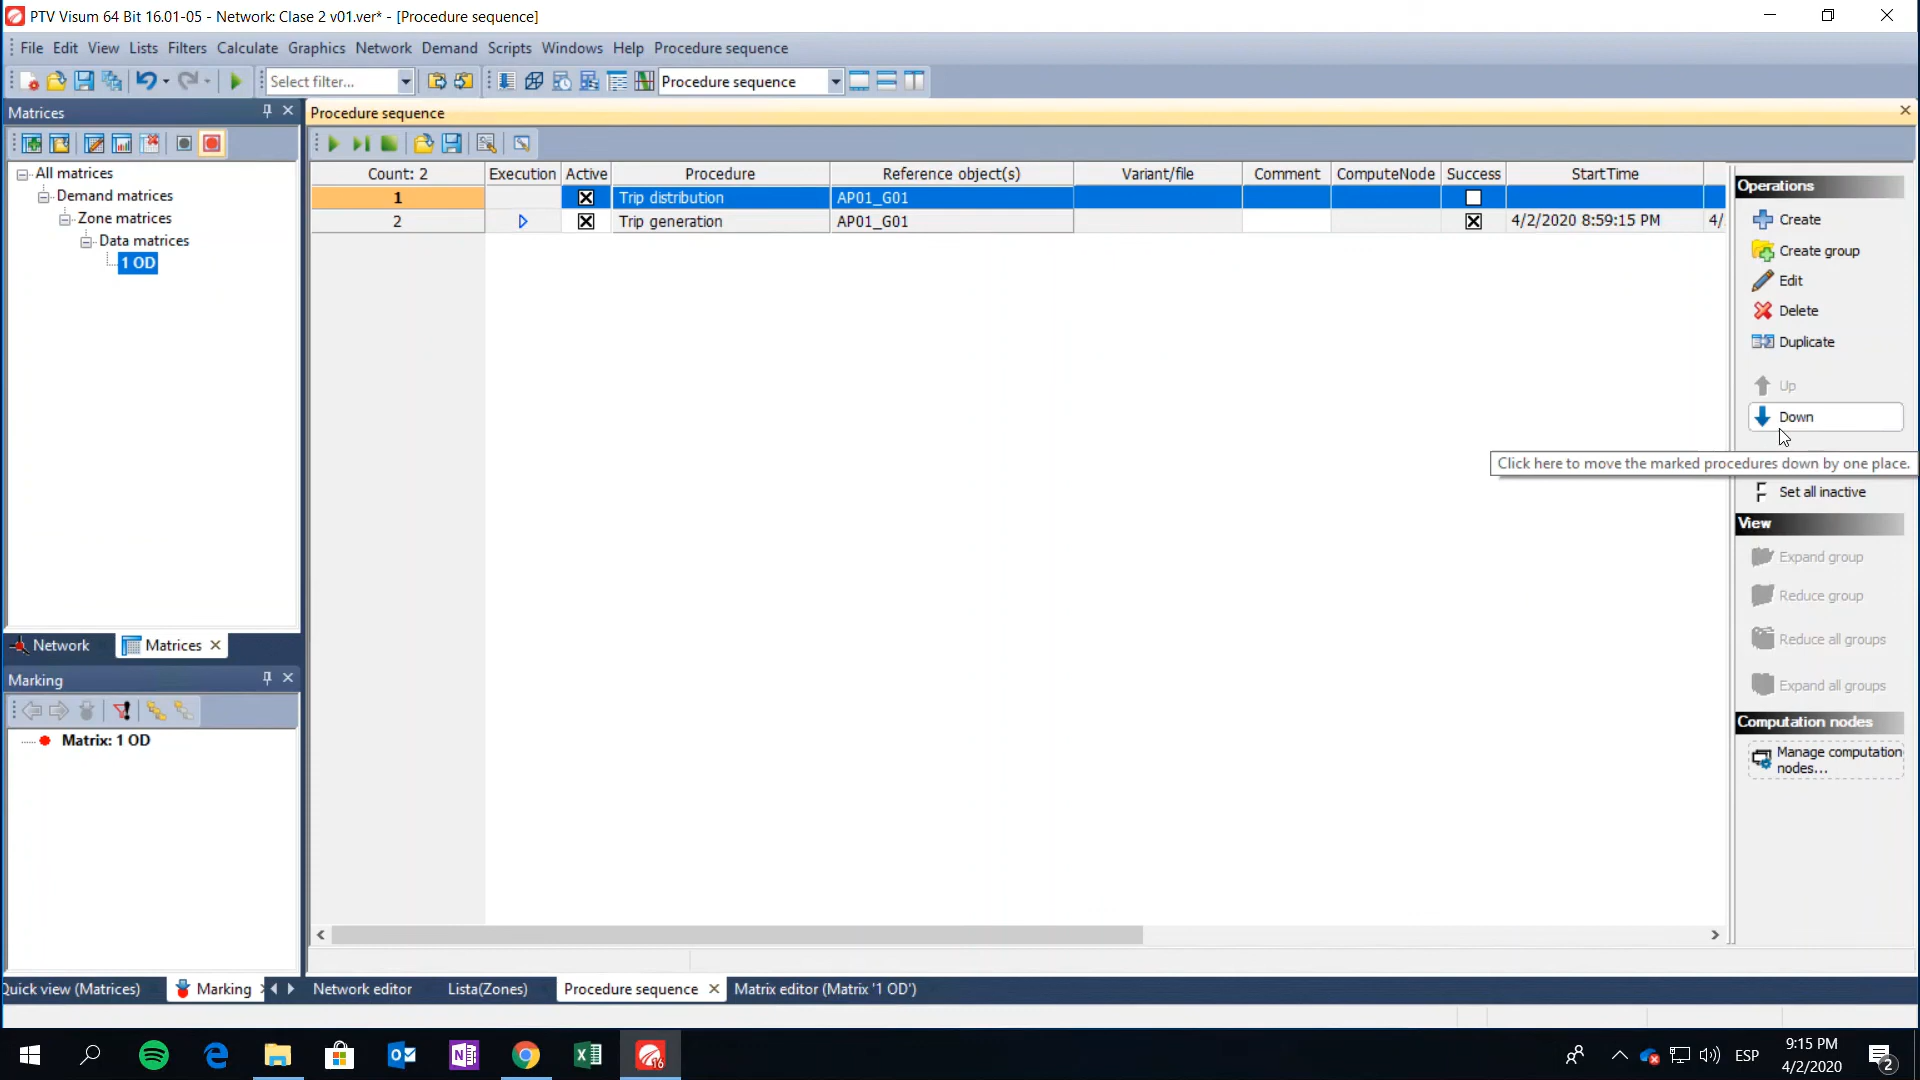 PTV Visum 64 Bit 16.01-05 - Network: Clase 2 v01.ver* - [Procedure sequence]
File Edit View Lists Filters Calculate Graphics Network Demand Scripts Windows Help Procedure sequence
Select filter... Procedure sequence
Matrices
Procedure sequence
All matrices
Demand matrices
Zone matrices
Data matrices
1 OD
Count: 2 Execution Active Procedure Reference object(s) Variant/file Comment ComputeNode Success StartTime
1 Trip distribution AP01_G01
2 Trip generation AP01_G01 4/2/2020 8:59:15 PM 4/
Operations
Create
Create group
Edit
Delete
Duplicate
Up
Down
Click here to move the marked procedures down by one place.
Set all inactive
View
Expand group
Reduce group
Reduce all groups
Expand all groups
Computation nodes
Manage computation
nodes...
Network Matrices
Marking
Matrix: 1 OD
Quick view (Matrices) Marking Network editor Lista(Zones) Procedure sequence Matrix editor (Matrix '1 OD')
ESP
9:15 PM
4/2/2020
2
16